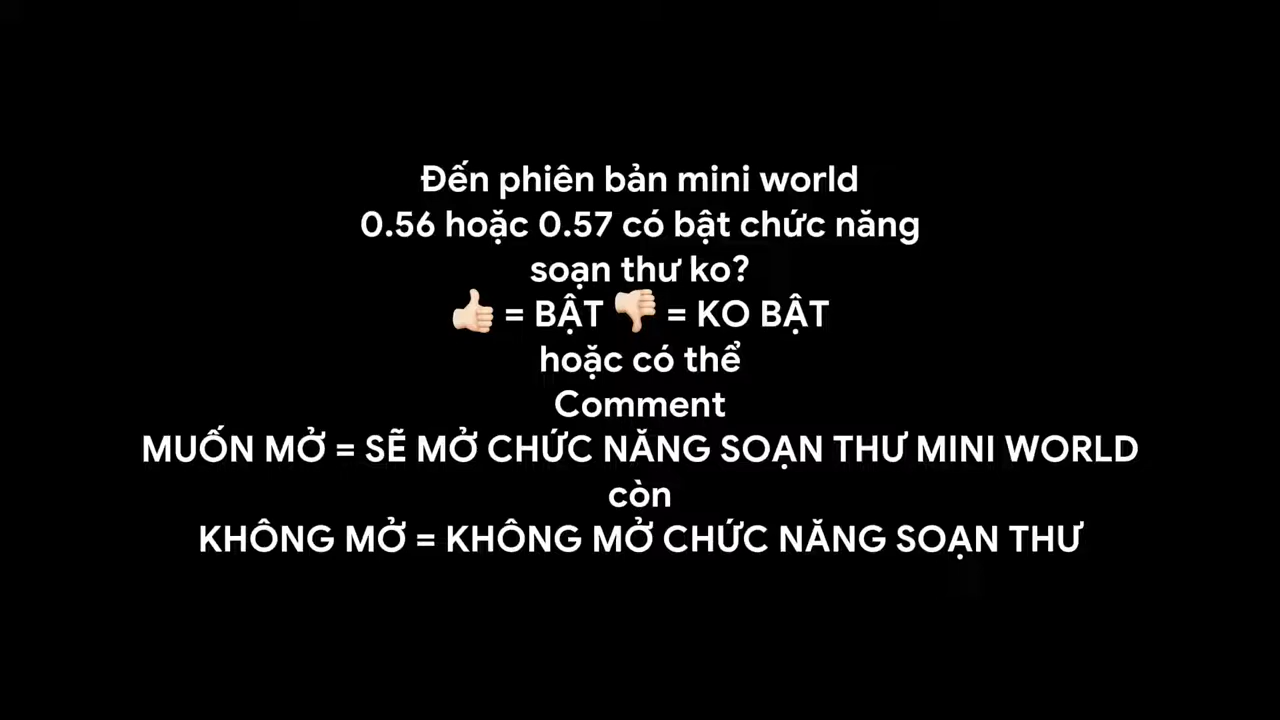 Đến phiên bản mini world
0.56 hoặc 0.57 có bật chức năng
soạn thư ko?
👍🏻 = BẬT 👎🏻 = KO BẬT
hoặc có thể
Comment
MUỐN MỞ = SẼ MỞ CHỨC NĂNG SOẠN THƯ MINI WORLD
còn
KHÔNG MỞ = KHÔNG MỞ CHỨC NĂNG SOẠN THƯ